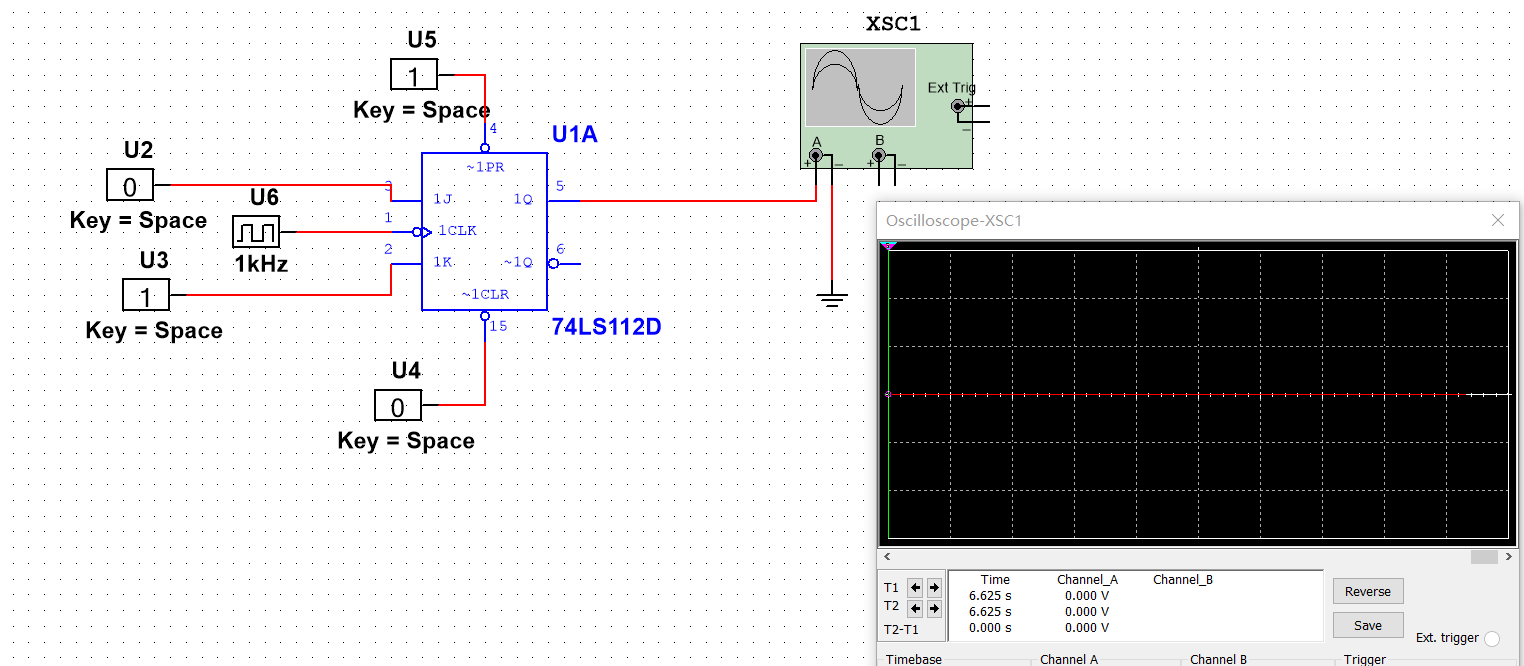 XSC1
U5
1
Key = Space
Ext Trig
+
−
4
U1A
A
B
+
−
+
−
U2
0
Key = Space
~1PR
3
1J
1Q
5
U6
1
1CLK
1kHz
2
1K
~1Q
6
U3
1
Key = Space
~1CLR
15
74LS112D
U4
0
Key = Space
Oscilloscope-XSC1
Time Channel_A Channel_B
T1 6.625 s 0.000 V
T2 6.625 s 0.000 V
T2-T1 0.000 s 0.000 V
Reverse
Save
Ext. trigger
Timebase Channel A Channel B Trigger